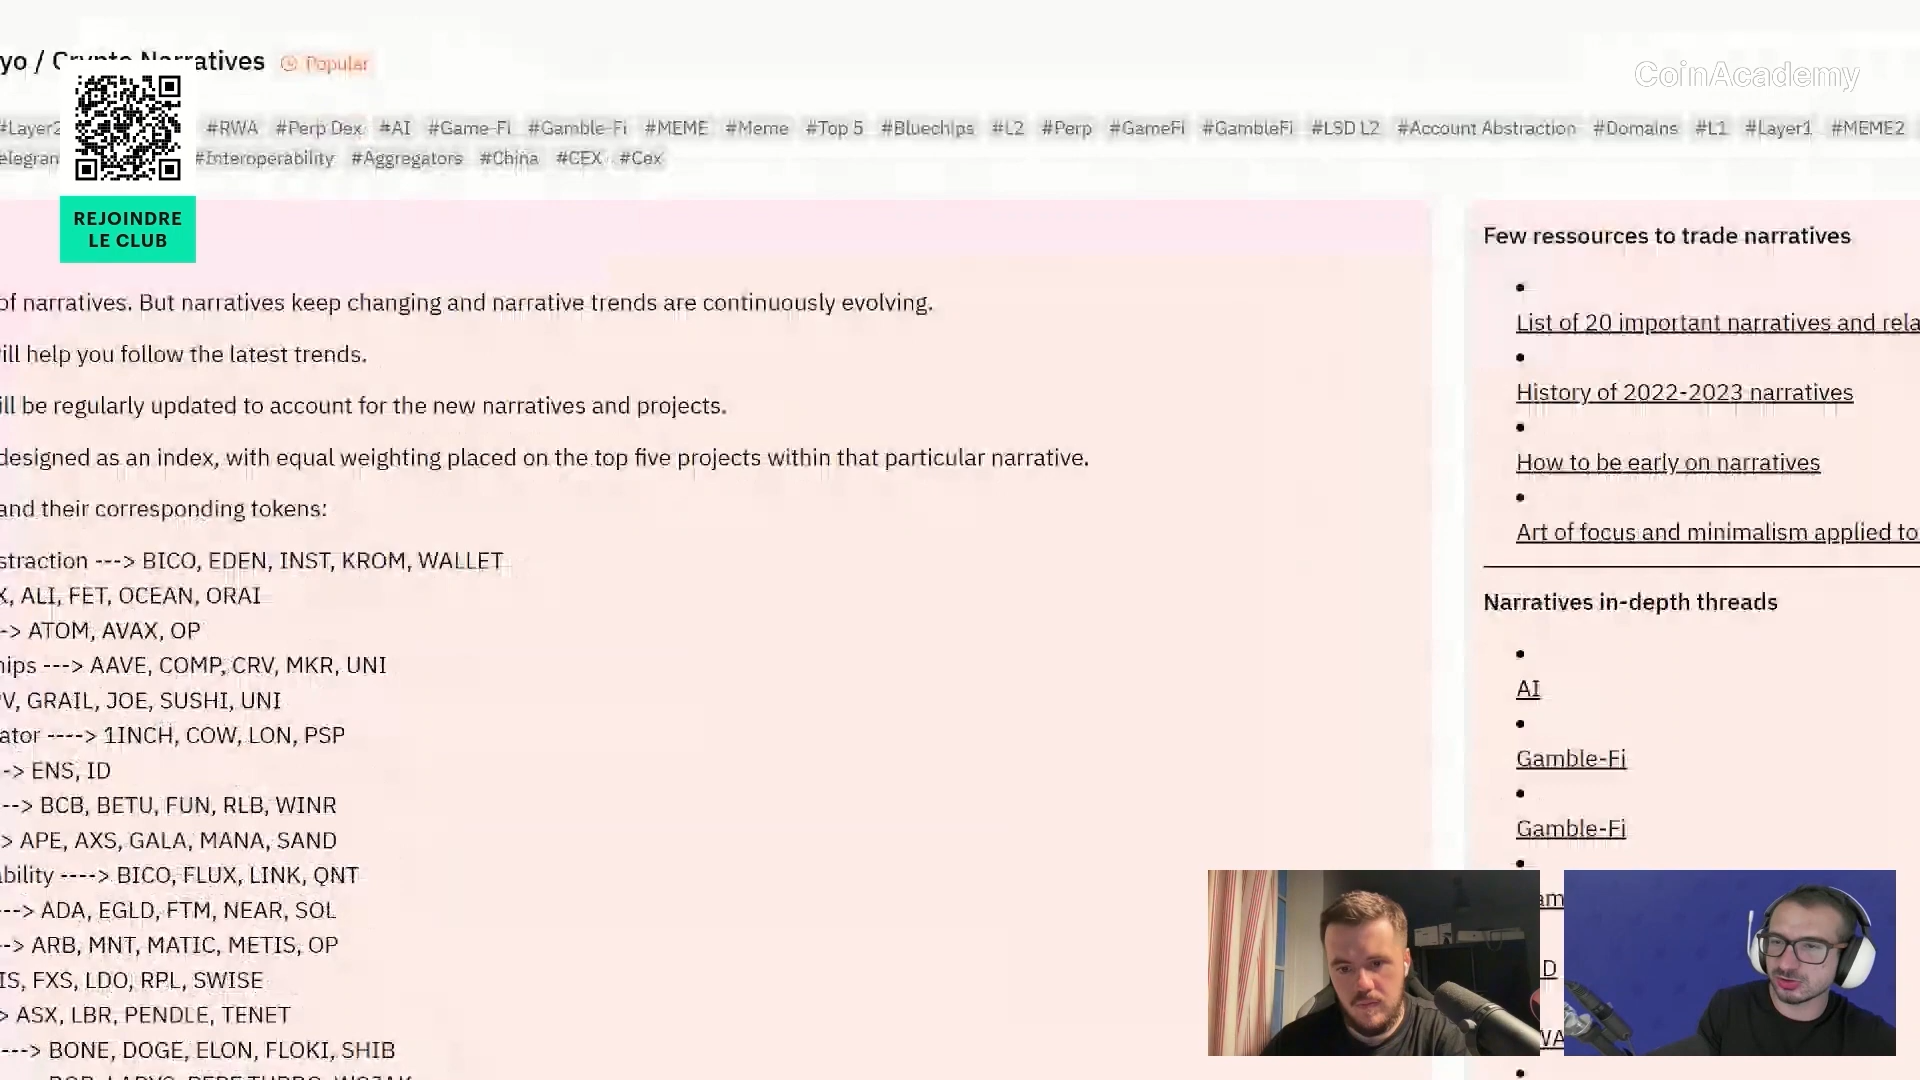 yo / Crypto Narratives Popular
CoinAcademy
#Layer2 #RWA #Perp Dex #AI #Game-Fi #Gamble-Fi #MEME #Meme #Top 5 #Bluechips #L2 #Perp #GameFi #GambleFi #LSD L2 #Account Abstraction #Domains #L1 #Layer1 #MEME2
elegran #Interoperability #Aggregators #China #CEX #Cex
REJOINDRE
LE CLUB
of narratives. But narratives keep changing and narrative trends are continuously evolving.
ill help you follow the latest trends.
ill be regularly updated to account for the new narratives and projects.
designed as an index, with equal weighting placed on the top five projects within that particular narrative.
and their corresponding tokens:
straction ---> BICO, EDEN, INST, KROM, WALLET
X, ALI, FET, OCEAN, ORAI
-> ATOM, AVAX, OP
hips ---> AAVE, COMP, CRV, MKR, UNI
V, GRAIL, JOE, SUSHI, UNI
ator ----> 1INCH, COW, LON, PSP
-> ENS, ID
--> BCB, BETU, FUN, RLB, WINR
> APE, AXS, GALA, MANA, SAND
bility ----> BICO, FLUX, LINK, QNT
---> ADA, EGLD, FTM, NEAR, SOL
-> ARB, MNT, MATIC, METIS, OP
IS, FXS, LDO, RPL, SWISE
> ASX, LBR, PENDLE, TENET
---> BONE, DOGE, ELON, FLOKI, SHIB
Few ressources to trade narratives
List of 20 important narratives and rela
History of 2022-2023 narratives
How to be early on narratives
Art of focus and minimalism applied to
Narratives in-depth threads
AI
Gamble-Fi
Gamble-Fi
am
D
WA